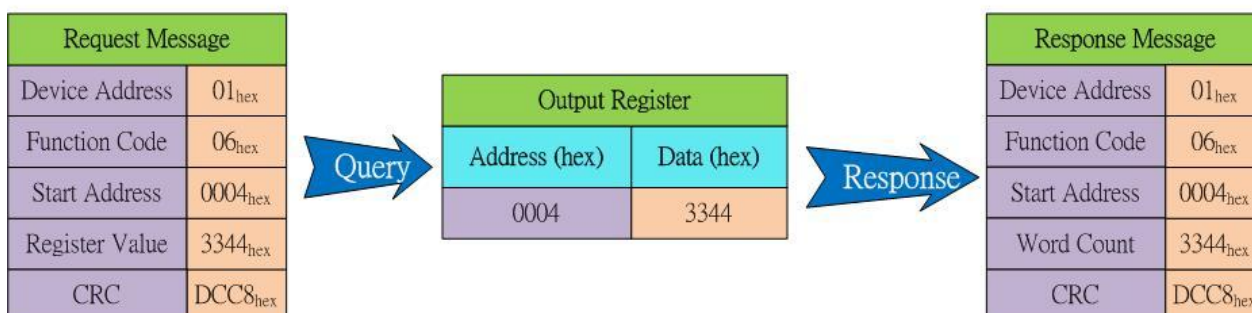 Request Message
Device Address 01hex
Function Code 06hex
Start Address 0004hex
Register Value 3344hex
CRC DCC8hex
Query
Output Register
Address (hex) Data (hex)
0004 3344
Response
Response Message
Device Address 01hex
Function Code 06hex
Start Address 0004hex
Word Count 3344hex
CRC DCC8hex